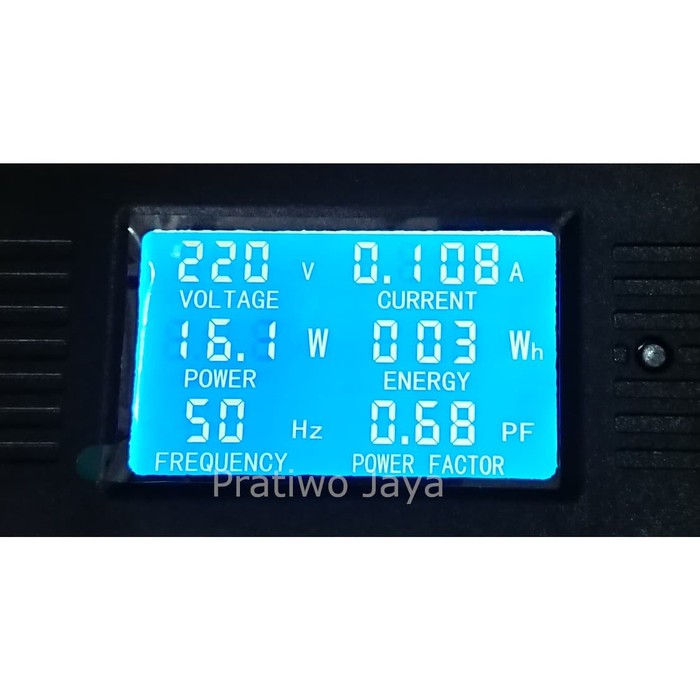 220 V 0.108 A
VOLTAGE CURRENT
16.1 W 003 Wh
POWER ENERGY
50 Hz 0.68 PF
FREQUENCY POWER FACTOR
Pratiwo Jaya